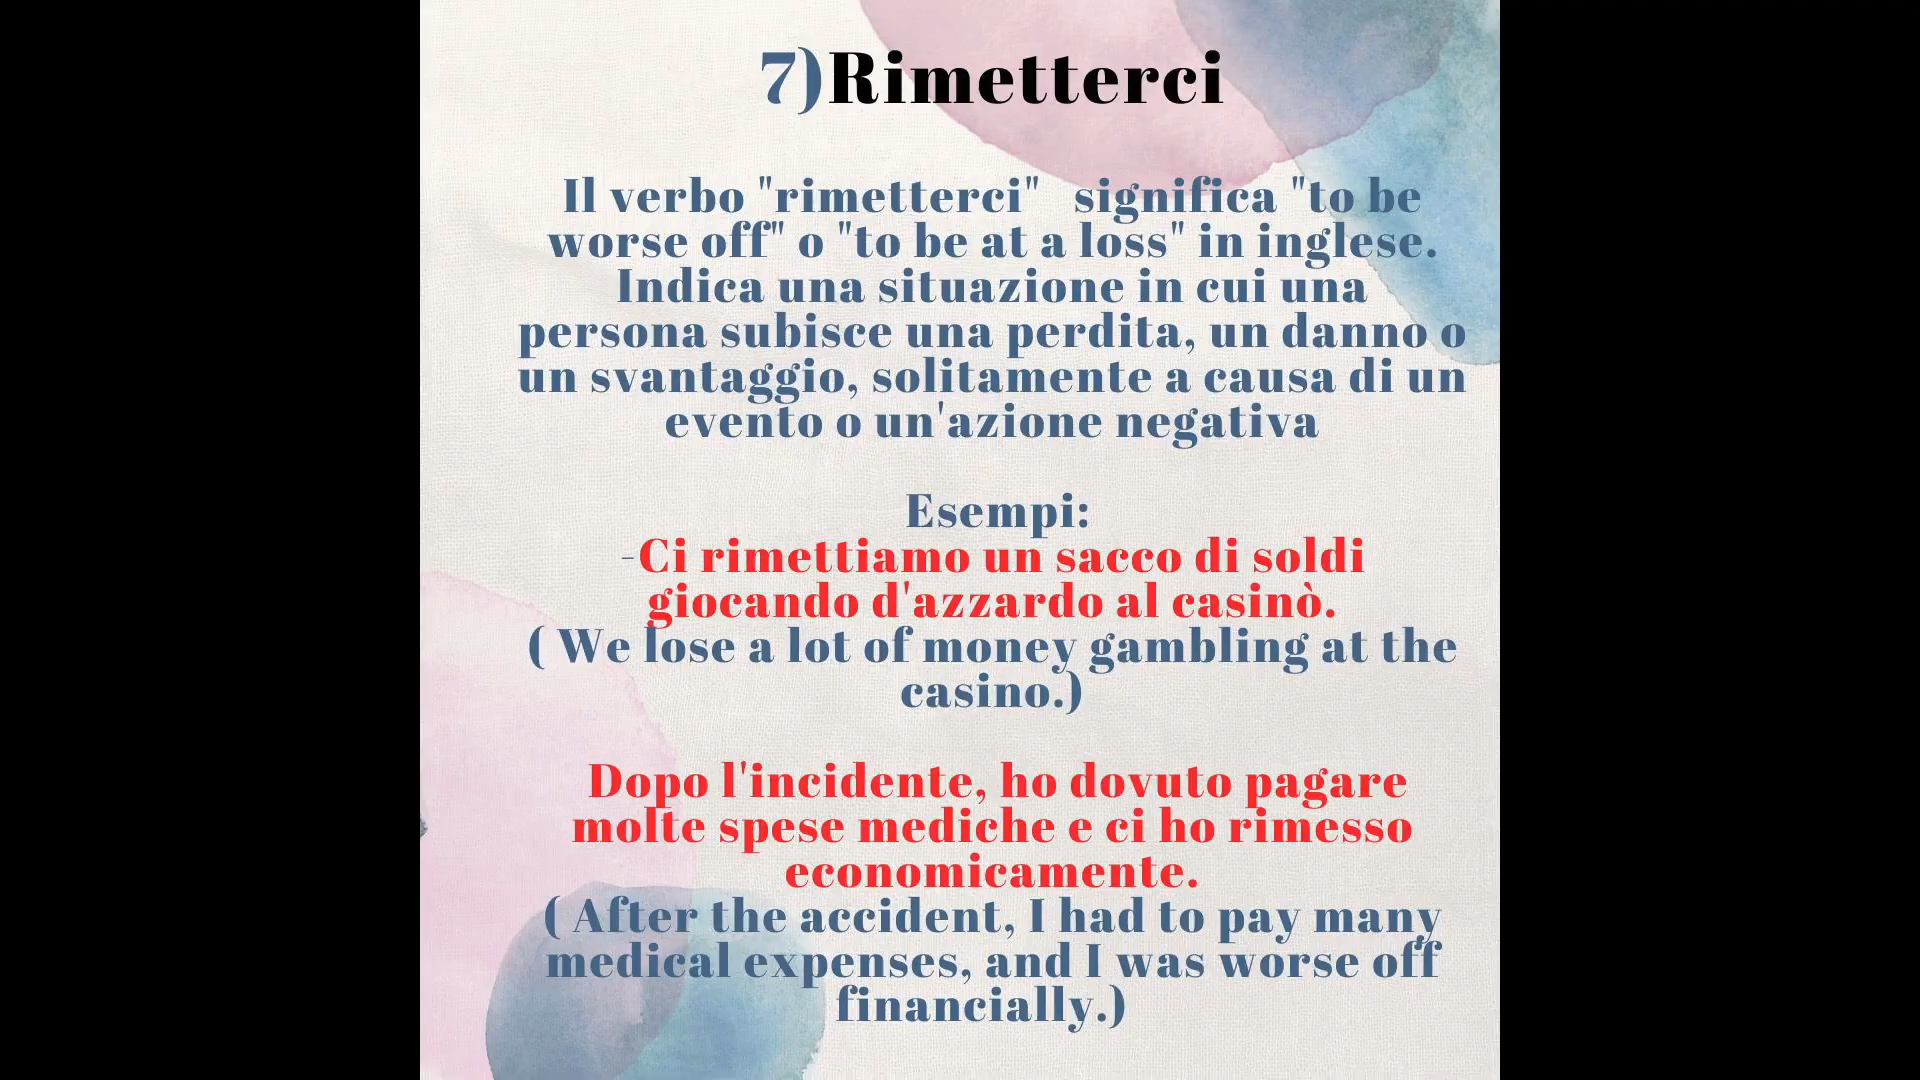 7)Rimetterci
Il verbo "rimetterci" significa "to be
worse off" o "to be at a loss" in inglese.
Indica una situazione in cui una
persona subisce una perdita, un danno o
un svantaggio, solitamente a causa di un
evento o un'azione negativa
Esempi:
-Ci rimettiamo un sacco di soldi
giocando d'azzardo al casinò.
( We lose a lot of money gambling at the
casino.)
Dopo l'incidente, ho dovuto pagare
molte spese mediche e ci ho rimesso
economicamente.
( After the accident, I had to pay many
medical expenses, and I was worse off
financially.)